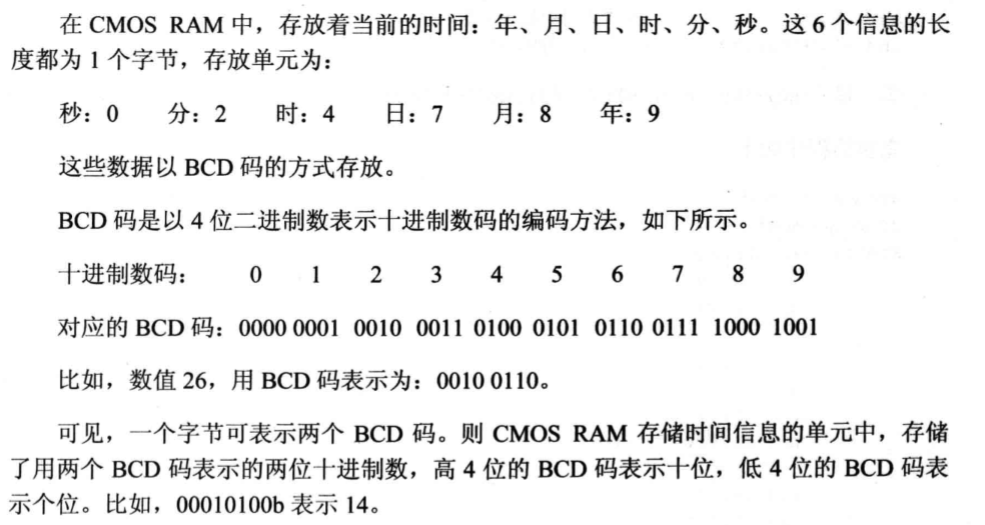 在 CMOS RAM 中，存放着当前的时间：年、月、日、时、分、秒。这 6 个信息的长
度都为 1 个字节，存放单元为：
秒：0 分：2 时：4 日：7 月：8 年：9
这些数据以 BCD 码的方式存放。
BCD 码是以 4 位二进制数表示十进制数码的编码方法，如下所示。
十进制数码： 0 1 2 3 4 5 6 7 8 9
对应的 BCD 码：0000 0001 0010 0011 0100 0101 0110 0111 1000 1001
比如，数值 26，用 BCD 码表示为：0010 0110。
可见，一个字节可表示两个 BCD 码。则 CMOS RAM 存储时间信息的单元中，存储
了用两个 BCD 码表示的两位十进制数，高 4 位的 BCD 码表示十位，低 4 位的 BCD 码表
示个位。比如，00010100b 表示 14。